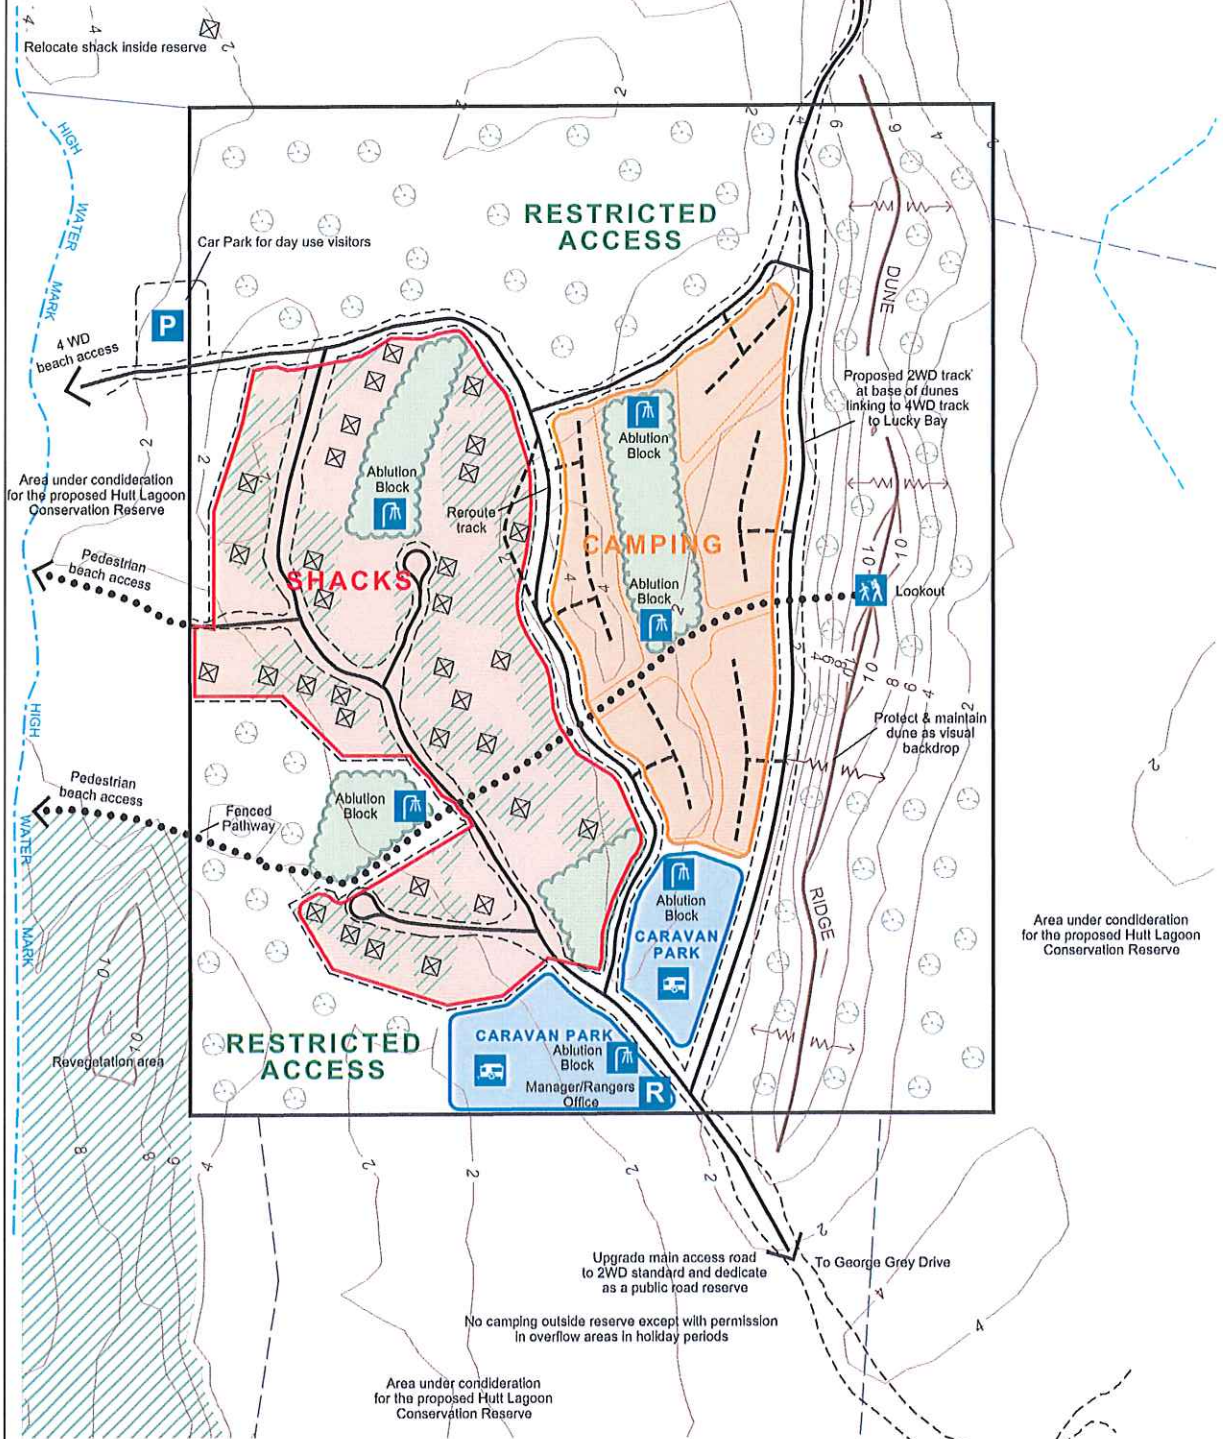 Relocate shack inside reserve
HIGH
WATER
MARK
RESTRICTED
ACCESS
Car Park for day use visitors
P
4 WD
beach access
DUNE
Proposed 2WD track
at base of dunes
linking to 4WD track
to Lucky Bay
Ablution
Block
Ablution
Block
Area under condideration
for the proposed Hutt Lagoon
Conservation Reserve
Reroute
track
CAMPING
Pedestrian
beach access
SHACKS
Ablution
Block
Lookout
HIGH
WATER
MARK
Protect & maintain
dune as visual
backdrop
Pedestrian
beach access
Fenced
Pathway
Ablution
Block
Ablution
Block
RIDGE
CARAVAN
PARK
Area under condideration
for the proposed Hutt Lagoon
Conservation Reserve
Revegetation area
RESTRICTED
ACCESS
CARAVAN PARK
Ablution
Block
Manager/Rangers
Office
R
Upgrade main access road
to 2WD standard and dedicate
as a public road reserve
To George Grey Drive
No camping outside reserve except with permission
in overflow areas in holiday periods
Area under condideration
for the proposed Hutt Lagoon
Conservation Reserve